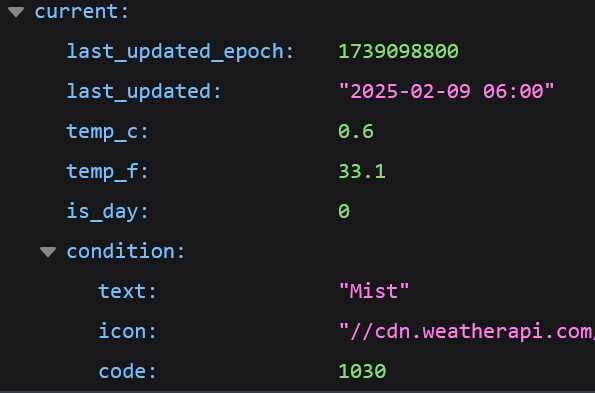 current:
last_updated_epoch: 1739098800
last_updated: "2025-02-09 06:00"
temp_c: 0.6
temp_f: 33.1
is_day: 0
condition:
text: "Mist"
icon: "//cdn.weatherapi.com/
code: 1030